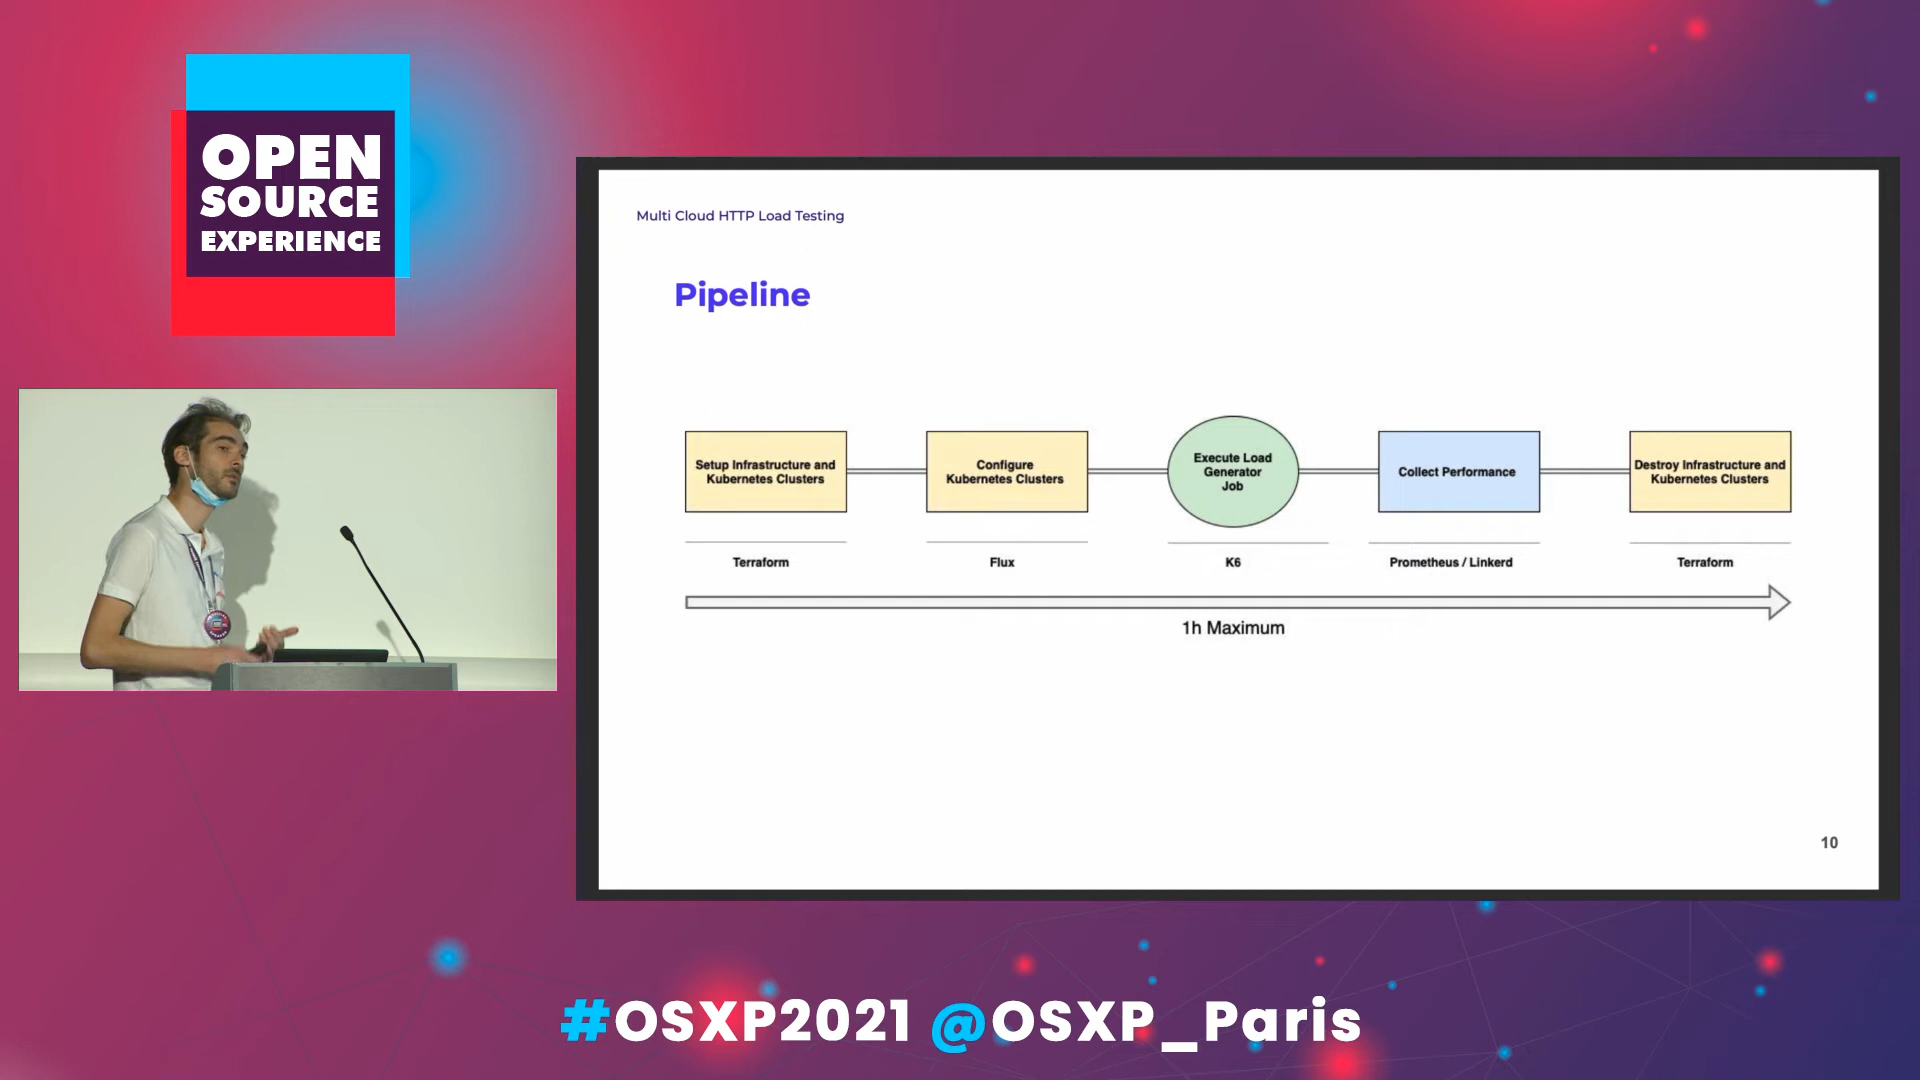 OPEN
SOURCE
EXPERIENCE
Multi Cloud HTTP Load Testing
Pipeline
Setup Infrastructure and
Kubernetes Clusters
Configure
Kubernetes Clusters
Execute Load
Generator
Job
Collect Performance
Destroy Infrastructure and
Kubernetes Clusters
Terraform
Flux
K6
Prometheus / Linkerd
Terraform
1h Maximum
10
#OSXP2021 @OSXP_Paris